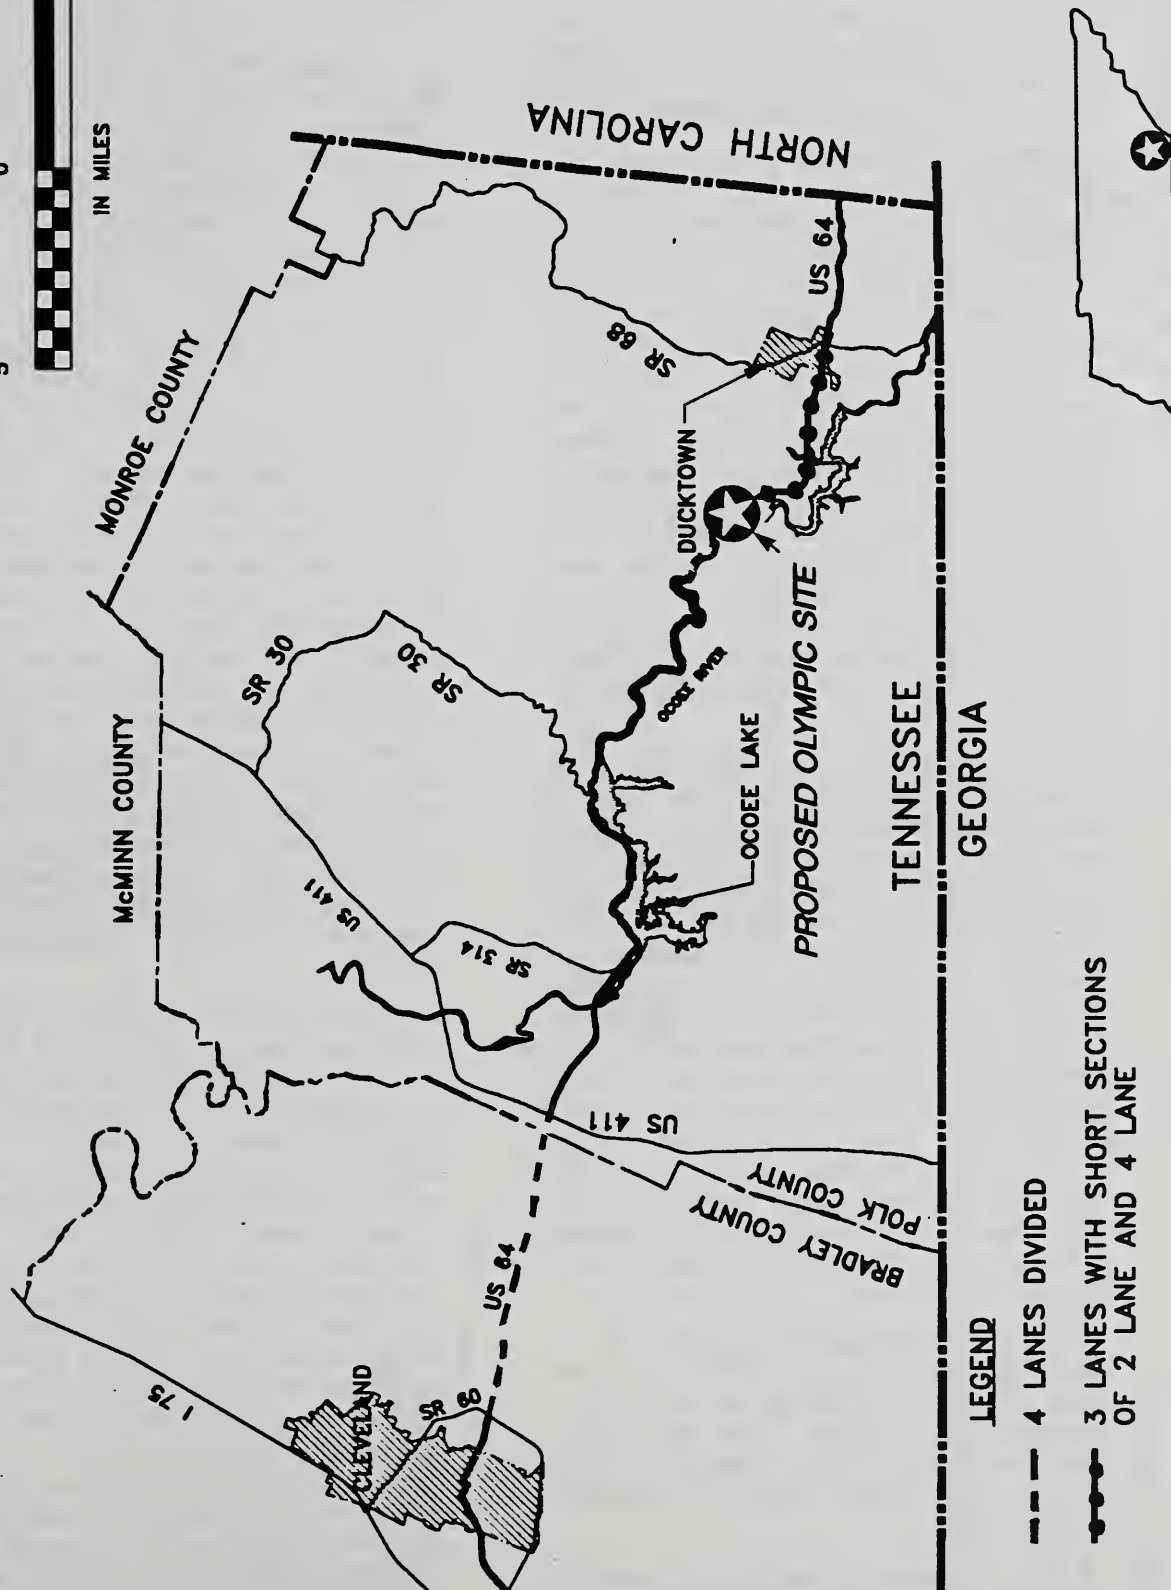 5
0
IN MILES
MONROE COUNTY
McMINN COUNTY
NORTH CAROLINA
SR 30
SR 30
US 411
SR 314
SR 68
US 64
DUCKTOWN
OCOEE RIVER
OCOEE LAKE
PROPOSED OLYMPIC SITE
I 75
CLEVELAND
SR 60
US 64
US 411
POLK COUNTY
BRADLEY COUNTY
TENNESSEE
GEORGIA
LEGEND
4 LANES DIVIDED
3 LANES WITH SHORT SECTIONS
OF 2 LANE AND 4 LANE